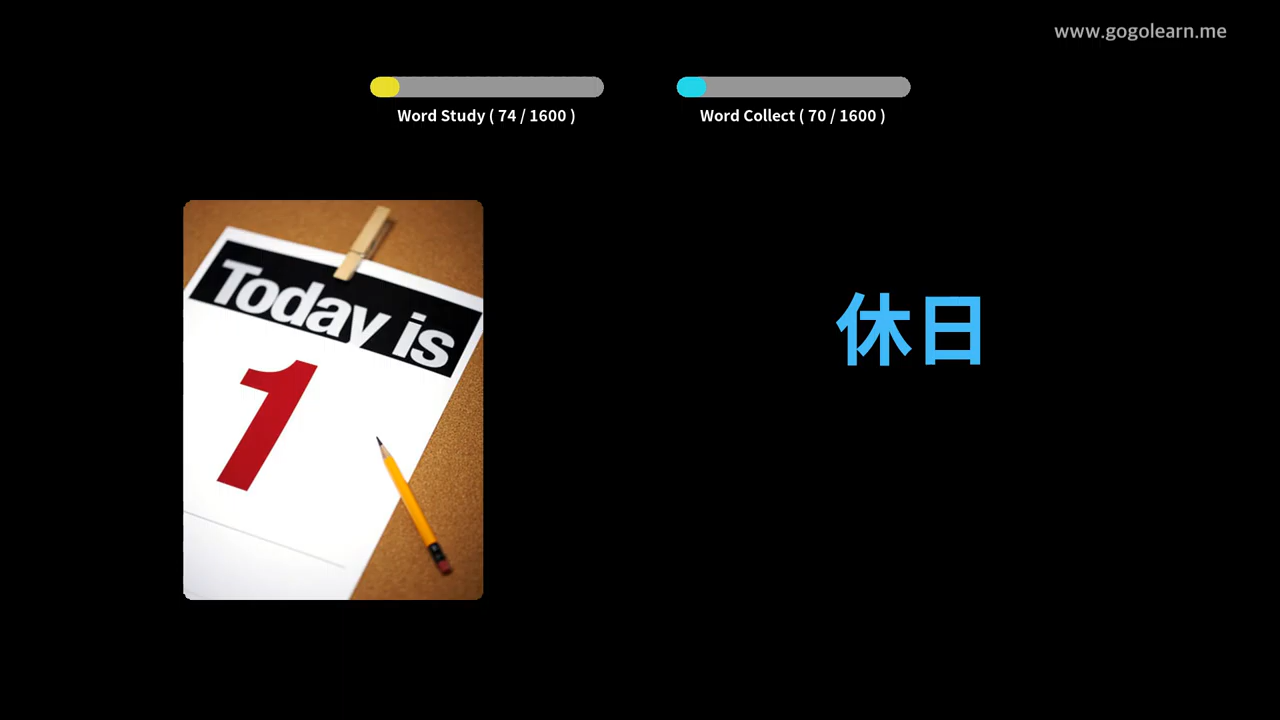 www.gogolearn.me
Word Study ( 74 / 1600 )
Word Collect ( 70 / 1600 )
Today is
1
休日